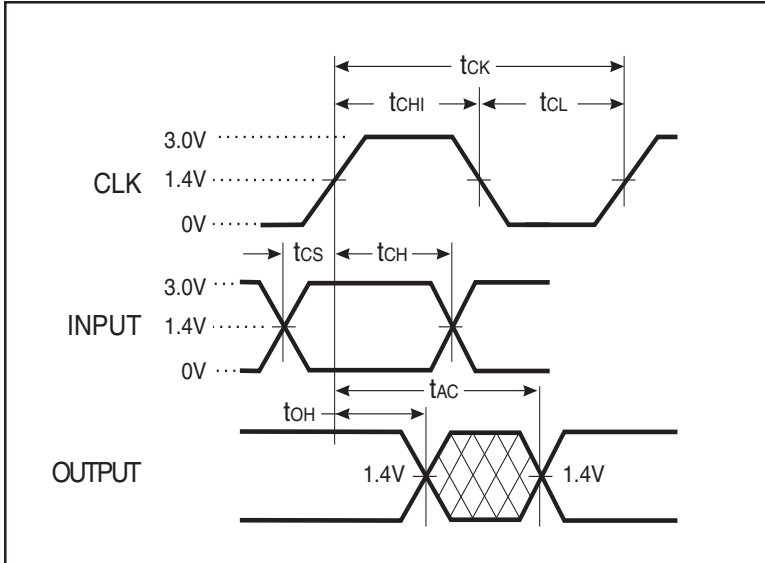 tCK
tCHI
tCL
3.0V
CLK
1.4V
0V
tCS
tCH
3.0V
INPUT
1.4V
0V
tAC
tOH
OUTPUT
1.4V
1.4V